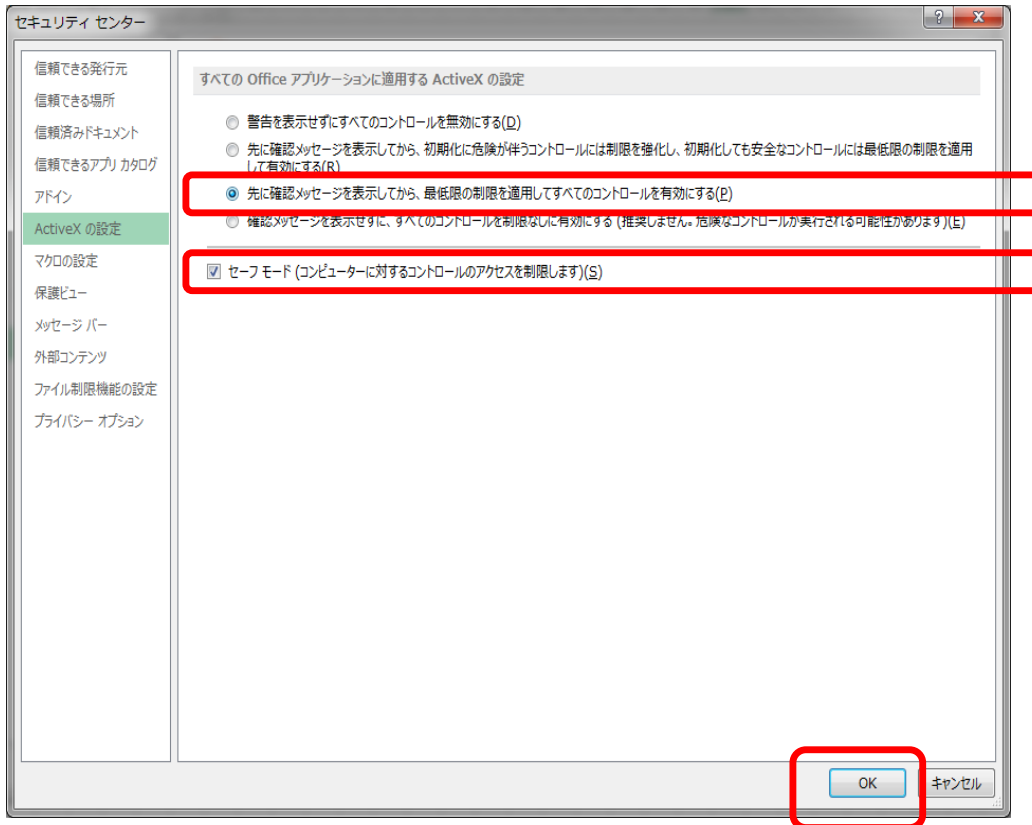 セキュリティ センター
?
x
信頼できる発行元
信頼できる場所
信頼済みドキュメント
信頼できるアプリ カタログ
アドイン
ActiveX の設定
マクロの設定
保護ビュー
メッセージ バー
外部コンテンツ
ファイル制限機能の設定
プライバシー オプション
すべての Office アプリケーションに適用する ActiveX の設定
警告を表示せずにすべてのコントロールを無効にする(D)
先に確認メッセージを表示してから、初期化に危険が伴うコントロールには制限を強化し、初期化しても安全なコントロールには最低限の制限を適用
して有効にする(R)
先に確認メッセージを表示してから、最低限の制限を適用してすべてのコントロールを有効にする(P)
確認メッセージを表示せずに、すべてのコントロールを制限なしに有効にする (推奨しません。危険なコントロールが実行される可能性があります)(E)
セーフ モード (コンピューターに対するコントロールのアクセスを制限します)(S)
OK
キャンセル